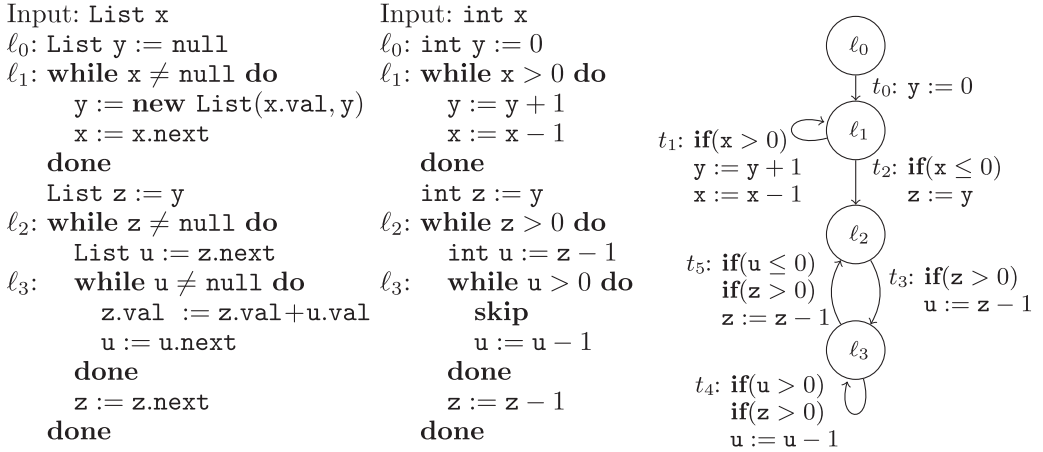 Input: List x
ℓ0: List y := null
ℓ1: while x ≠ null do
y := new List(x.val, y)
x := x.next
done
List z := y
ℓ2: while z ≠ null do
List u := z.next
ℓ3: while u ≠ null do
z.val := z.val+u.val
u := u.next
done
z := z.next
done
Input: int x
ℓ0: int y := 0
ℓ1: while x > 0 do
y := y + 1
x := x − 1
done
int z := y
ℓ2: while z > 0 do
int u := z − 1
ℓ3: while u > 0 do
skip
u := u − 1
done
z := z − 1
done
ℓ0
t0: y := 0
ℓ1
t1: if(x > 0)
y := y + 1
x := x − 1
t2: if(x ≤ 0)
z := y
ℓ2
t5: if(u ≤ 0)
if(z > 0)
z := z − 1
t3: if(z > 0)
u := z − 1
ℓ3
t4: if(u > 0)
if(z > 0)
u := u − 1